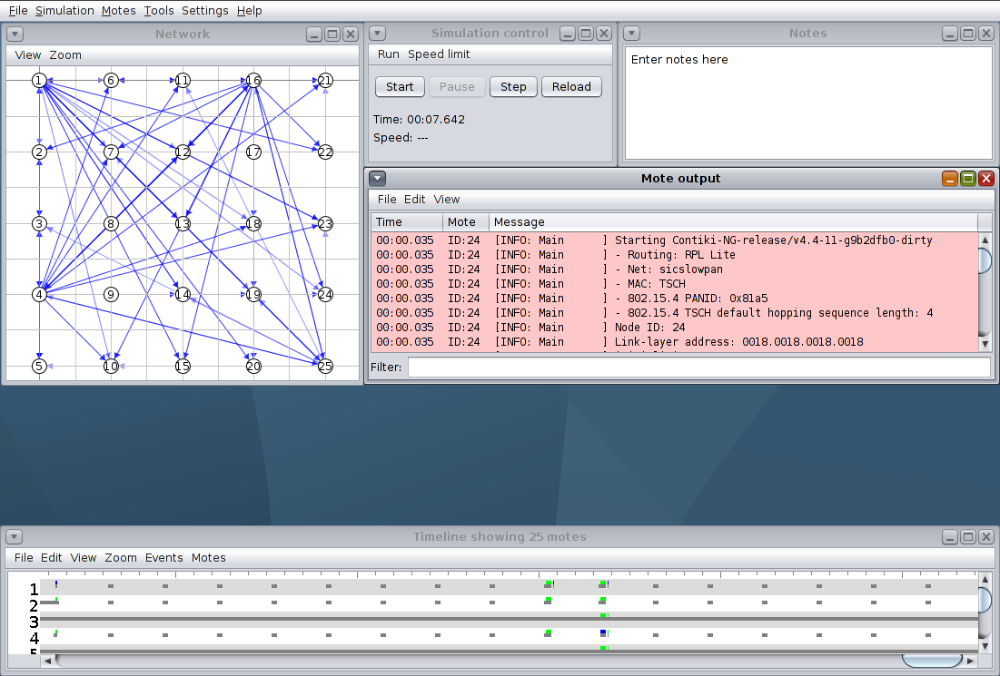 File Simulation Motes Tools Settings Help
Network
View Zoom
1 6 11 16 21
2 7 12 17 22
3 8 13 18 23
4 9 14 19 24
5 10 15 20 25
Simulation control
Run Speed limit
Start Pause Step Reload
Time: 00:07.642
Speed: ---
Notes
Enter notes here
Mote output
File Edit View
Time Mote Message
00:00.035 ID:24 [INFO: Main ] Starting Contiki-NG-release/v4.4-11-g9b2dfb0-dirty
00:00.035 ID:24 [INFO: Main ] - Routing: RPL Lite
00:00.035 ID:24 [INFO: Main ] - Net: sicslowpan
00:00.035 ID:24 [INFO: Main ] - MAC: TSCH
00:00.035 ID:24 [INFO: Main ] - 802.15.4 PANID: 0x81a5
00:00.035 ID:24 [INFO: Main ] - 802.15.4 TSCH default hopping sequence length: 4
00:00.035 ID:24 [INFO: Main ] Node ID: 24
00:00.035 ID:24 [INFO: Main ] Link-layer address: 0018.0018.0018.0018
Filter:
Timeline showing 25 motes
File Edit View Zoom Events Motes
1
2
3
4
5